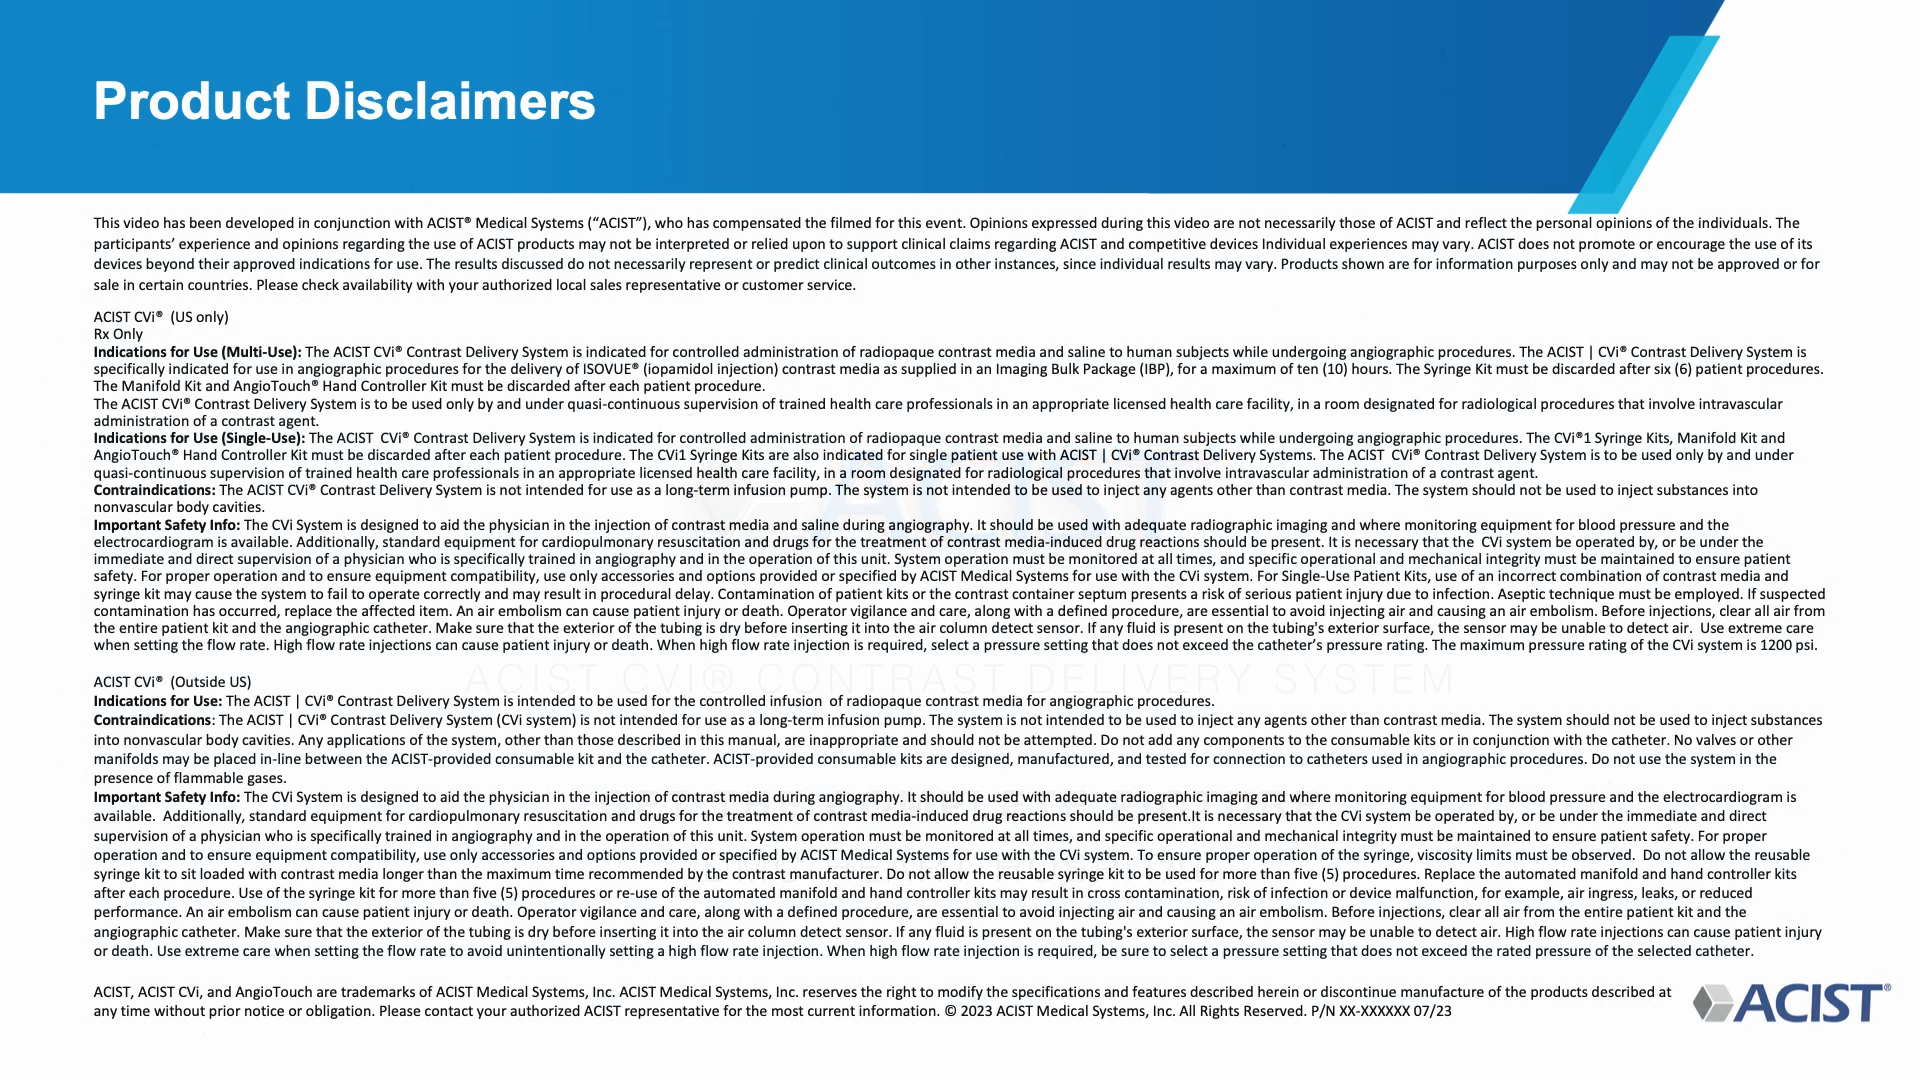 Product Disclaimers
This video has been developed in conjunction with ACIST® Medical Systems (“ACIST”), who has compensated the filmed for this event. Opinions expressed during this video are not necessarily those of ACIST and reflect the personal opinions of the individuals. The
participants’ experience and opinions regarding the use of ACIST products may not be interpreted or relied upon to support clinical claims regarding ACIST and competitive devices Individual experiences may vary. ACIST does not promote or encourage the use of its
devices beyond their approved indications for use. The results discussed do not necessarily represent or predict clinical outcomes in other instances, since individual results may vary. Products shown are for information purposes only and may not be approved or for
sale in certain countries. Please check availability with your authorized local sales representative or customer service.
ACIST CVi® (US only)
Rx Only
Indications for Use (Multi-Use): The ACIST CVi® Contrast Delivery System is indicated for controlled administration of radiopaque contrast media and saline to human subjects while undergoing angiographic procedures. The ACIST | CVi® Contrast Delivery System is
specifically indicated for use in angiographic procedures for the delivery of ISOVUE® (iopamidol injection) contrast media as supplied in an Imaging Bulk Package (IBP), for a maximum of ten (10) hours. The Syringe Kit must be discarded after six (6) patient procedures.
The Manifold Kit and AngioTouch® Hand Controller Kit must be discarded after each patient procedure.
The ACIST CVi® Contrast Delivery System is to be used only by and under quasi-continuous supervision of trained health care professionals in an appropriate licensed health care facility, in a room designated for radiological procedures that involve intravascular
administration of a contrast agent.
Indications for Use (Single-Use): The ACIST CVi® Contrast Delivery System is indicated for controlled administration of radiopaque contrast media and saline to human subjects while undergoing angiographic procedures. The CVi®1 Syringe Kits, Manifold Kit and
AngioTouch® Hand Controller Kit must be discarded after each patient procedure. The CVi1 Syringe Kits are also indicated for single patient use with ACIST | CVi® Contrast Delivery Systems. The ACIST CVi® Contrast Delivery System is to be used only by and under
quasi-continuous supervision of trained health care professionals in an appropriate licensed health care facility, in a room designated for radiological procedures that involve intravascular administration of a contrast agent.
Contraindications: The ACIST CVi® Contrast Delivery System is not intended for use as a long-term infusion pump. The system is not intended to be used to inject any agents other than contrast media. The system should not be used to inject substances into
nonvascular body cavities.
Important Safety Info: The CVi System is designed to aid the physician in the injection of contrast media and saline during angiography. It should be used with adequate radiographic imaging and where monitoring equipment for blood pressure and the
electrocardiogram is available. Additionally, standard equipment for cardiopulmonary resuscitation and drugs for the treatment of contrast media-induced drug reactions should be present. It is necessary that the CVi system be operated by, or be under the
immediate and direct supervision of a physician who is specifically trained in angiography and in the operation of this unit. System operation must be monitored at all times, and specific operational and mechanical integrity must be maintained to ensure patient
safety. For proper operation and to ensure equipment compatibility, use only accessories and options provided or specified by ACIST Medical Systems for use with the CVi system. For Single-Use Patient Kits, use of an incorrect combination of contrast media and
syringe kit may cause the system to fail to operate correctly and may result in procedural delay. Contamination of patient kits or the contrast container septum presents a risk of serious patient injury due to infection. Aseptic technique must be employed. If suspected
contamination has occurred, replace the affected item. An air embolism can cause patient injury or death. Operator vigilance and care, along with a defined procedure, are essential to avoid injecting air and causing an air embolism. Before injections, clear all air from
the entire patient kit and the angiographic catheter. Make sure that the exterior of the tubing is dry before inserting it into the air column detect sensor. If any fluid is present on the tubing's exterior surface, the sensor may be unable to detect air. Use extreme care
when setting the flow rate. High flow rate injections can cause patient injury or death. When high flow rate injection is required, select a pressure setting that does not exceed the catheter’s pressure rating. The maximum pressure rating of the CVi system is 1200 psi.
ACIST CVI® CONTRAST DELIVERY SYSTEM
ACIST CVi® (Outside US)
Indications for Use: The ACIST | CVi® Contrast Delivery System is intended to be used for the controlled infusion of radiopaque contrast media for angiographic procedures.
Contraindications: The ACIST | CVi® Contrast Delivery System (CVi system) is not intended for use as a long-term infusion pump. The system is not intended to be used to inject any agents other than contrast media. The system should not be used to inject substances
into nonvascular body cavities. Any applications of the system, other than those described in this manual, are inappropriate and should not be attempted. Do not add any components to the consumable kits or in conjunction with the catheter. No valves or other
manifolds may be placed in-line between the ACIST-provided consumable kit and the catheter. ACIST-provided consumable kits are designed, manufactured, and tested for connection to catheters used in angiographic procedures. Do not use the system in the
presence of flammable gases.
Important Safety Info: The CVi System is designed to aid the physician in the injection of contrast media during angiography. It should be used with adequate radiographic imaging and where monitoring equipment for blood pressure and the electrocardiogram is
available. Additionally, standard equipment for cardiopulmonary resuscitation and drugs for the treatment of contrast media-induced drug reactions should be present.It is necessary that the CVi system be operated by, or be under the immediate and direct
supervision of a physician who is specifically trained in angiography and in the operation of this unit. System operation must be monitored at all times, and specific operational and mechanical integrity must be maintained to ensure patient safety. For proper
operation and to ensure equipment compatibility, use only accessories and options provided or specified by ACIST Medical Systems for use with the CVi system. To ensure proper operation of the syringe, viscosity limits must be observed. Do not allow the reusable
syringe kit to sit loaded with contrast media longer than the maximum time recommended by the contrast manufacturer. Do not allow the reusable syringe kit to be used for more than five (5) procedures. Replace the automated manifold and hand controller kits
after each procedure. Use of the syringe kit for more than five (5) procedures or re-use of the automated manifold and hand controller kits may result in cross contamination, risk of infection or device malfunction, for example, air ingress, leaks, or reduced
performance. An air embolism can cause patient injury or death. Operator vigilance and care, along with a defined procedure, are essential to avoid injecting air and causing an air embolism. Before injections, clear all air from the entire patient kit and the
angiographic catheter. Make sure that the exterior of the tubing is dry before inserting it into the air column detect sensor. If any fluid is present on the tubing's exterior surface, the sensor may be unable to detect air. High flow rate injections can cause patient injury
or death. Use extreme care when setting the flow rate to avoid unintentionally setting a high flow rate injection. When high flow rate injection is required, be sure to select a pressure setting that does not exceed the rated pressure of the selected catheter.
ACIST, ACIST CVi, and AngioTouch are trademarks of ACIST Medical Systems, Inc. ACIST Medical Systems, Inc. reserves the right to modify the specifications and features described herein or discontinue manufacture of the products described at
any time without prior notice or obligation. Please contact your authorized ACIST representative for the most current information. © 2023 ACIST Medical Systems, Inc. All Rights Reserved. P/N XX-XXXXXX 07/23
ACIST®